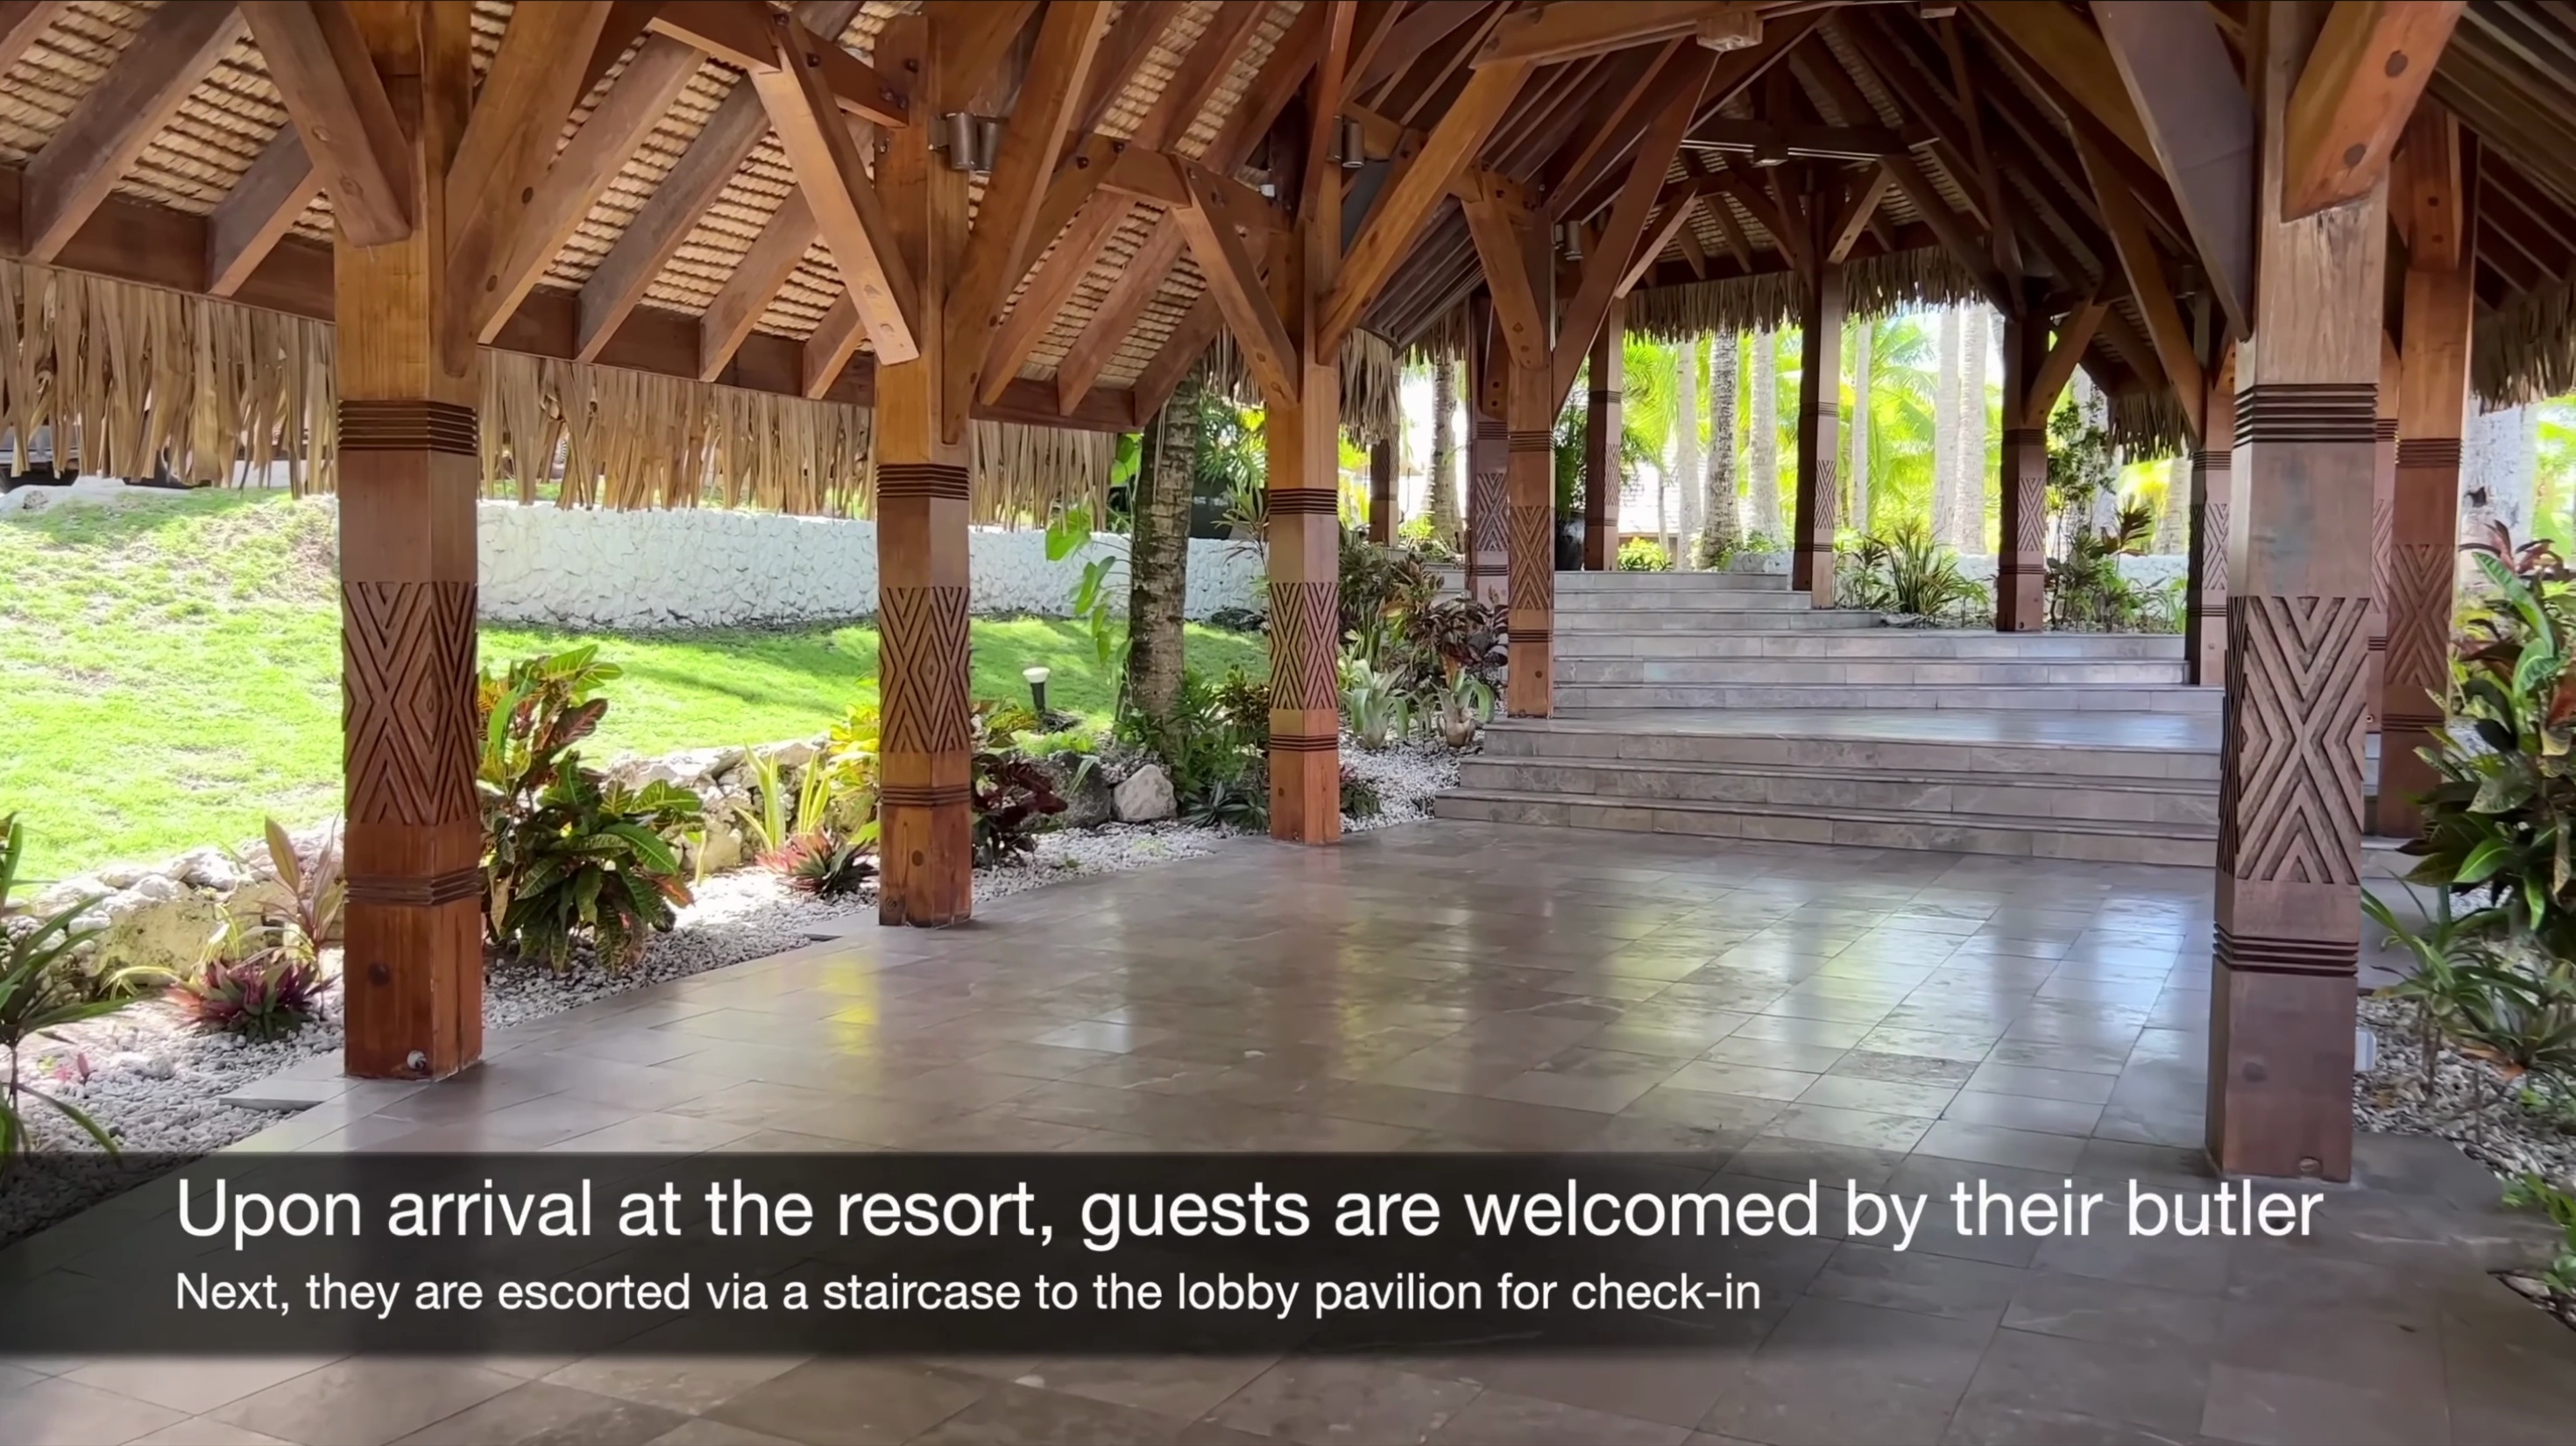 Upon arrival at the resort, guests are welcomed by their butler
Next, they are escorted via a staircase to the lobby pavilion for check-in